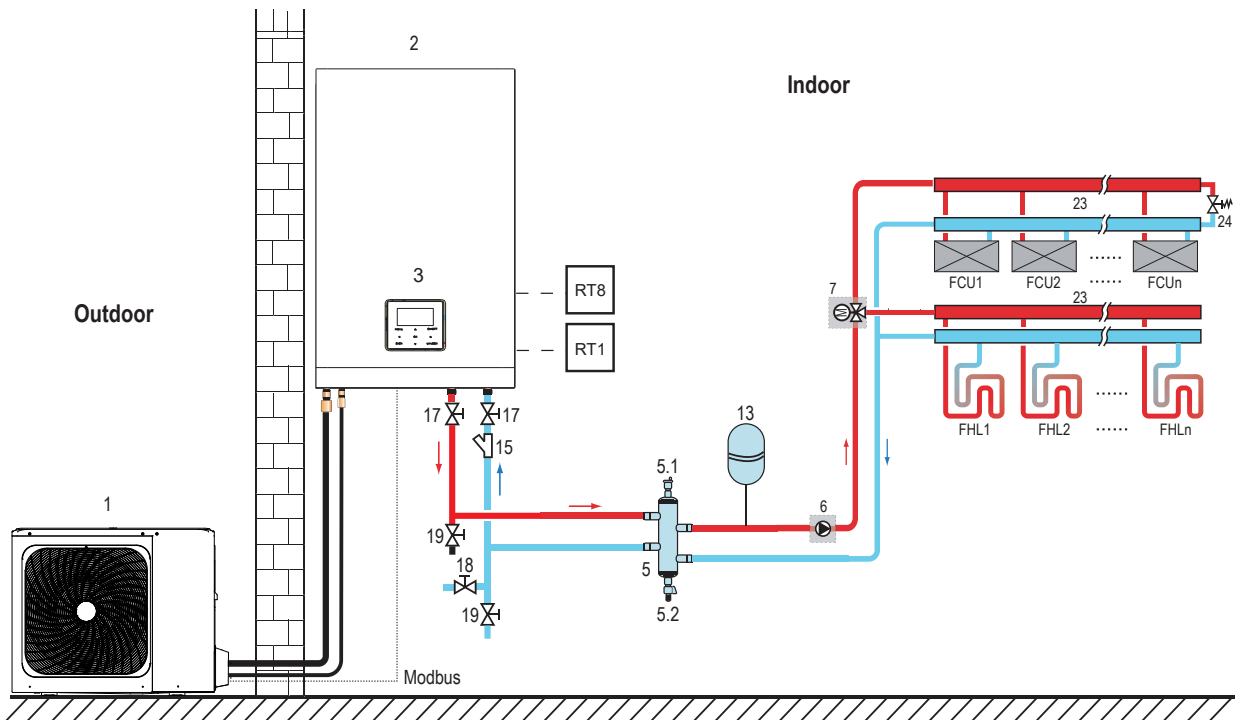 2
Indoor
23
24
FCU1 FCU2 ...... FCUn
3
RT8
7
23
Outdoor
RT1
17 17
13
FHL1 FHL2 ...... FHLn
15
5.1
1
6
19
18
5
19
5.2
Modbus